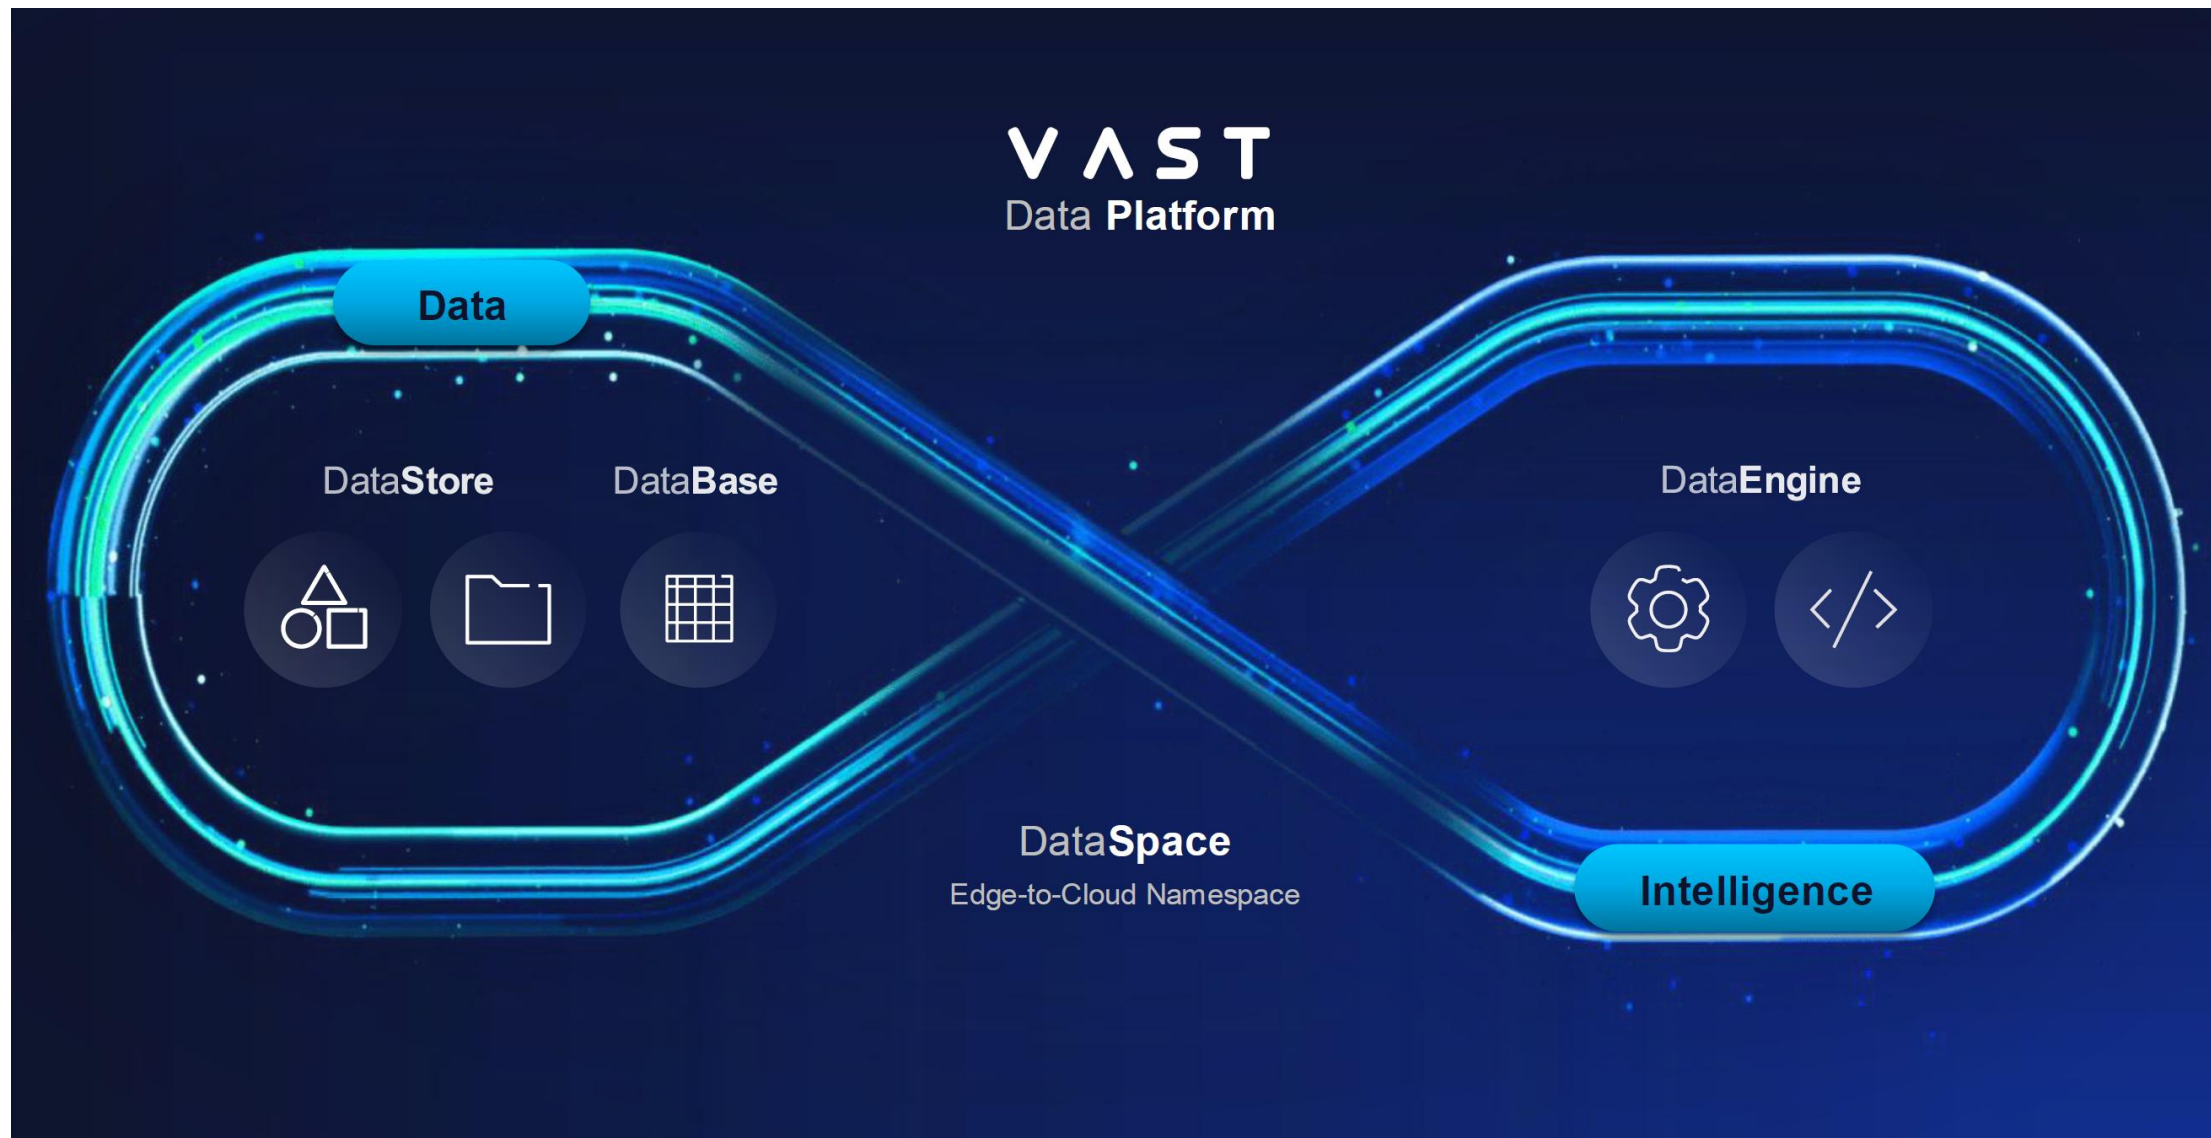 VAST
Data Platform
Data
DataStore
DataBase
DataEngine
DataSpace
Edge-to-Cloud Namespace
Intelligence